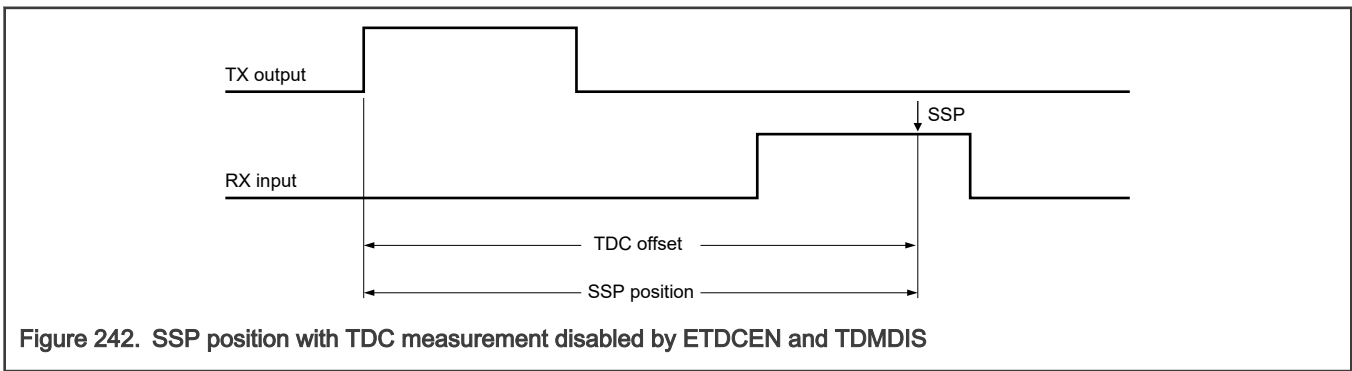 TX output
SSP
RX input
TDC offset
SSP position
Figure 242. SSP position with TDC measurement disabled by ETDCEN and TDMDIS